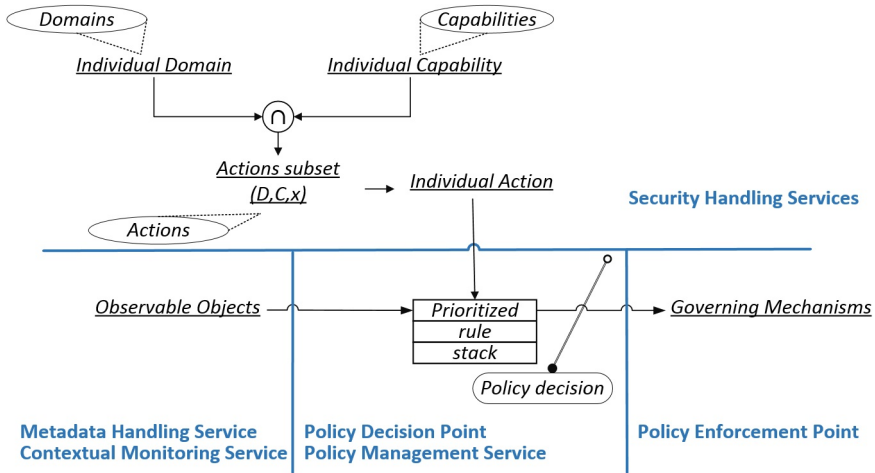 Domains
Capabilities
Individual Domain
Individual Capability
∩
Actions subset
(D,C,x)
Individual Action
Security Handling Services
Actions
Observable Objects
Prioritized
rule
stack
Governing Mechanisms
Policy decision
Metadata Handling Service
Contextual Monitoring Service
Policy Decision Point
Policy Management Service
Policy Enforcement Point